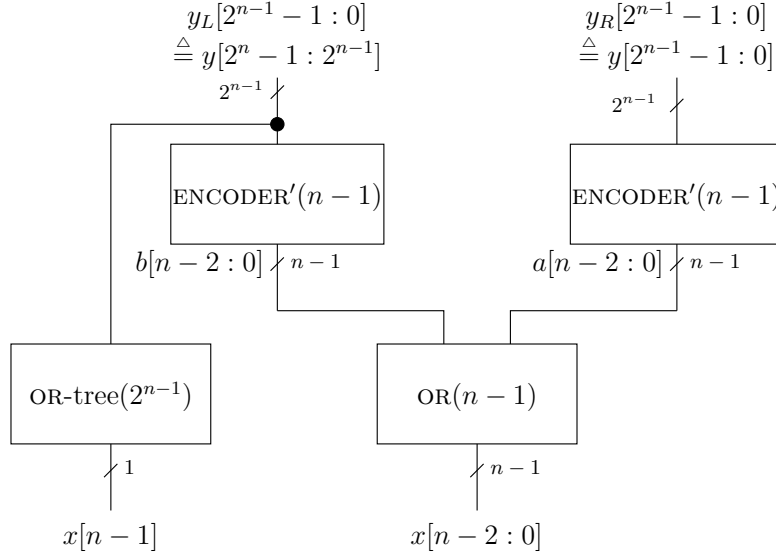 y_L[2^{n-1} − 1 : 0]
≜ y[2^n − 1 : 2^{n-1}]
y_R[2^{n-1} − 1 : 0]
≜ y[2^{n-1} − 1 : 0]
2^{n-1}
2^{n-1}
ENCODER′(n − 1)
ENCODER′(n − 1)
b[n − 2 : 0]
n − 1
a[n − 2 : 0]
n − 1
OR-tree(2^{n-1})
OR(n − 1)
1
n − 1
x[n − 1]
x[n − 2 : 0]